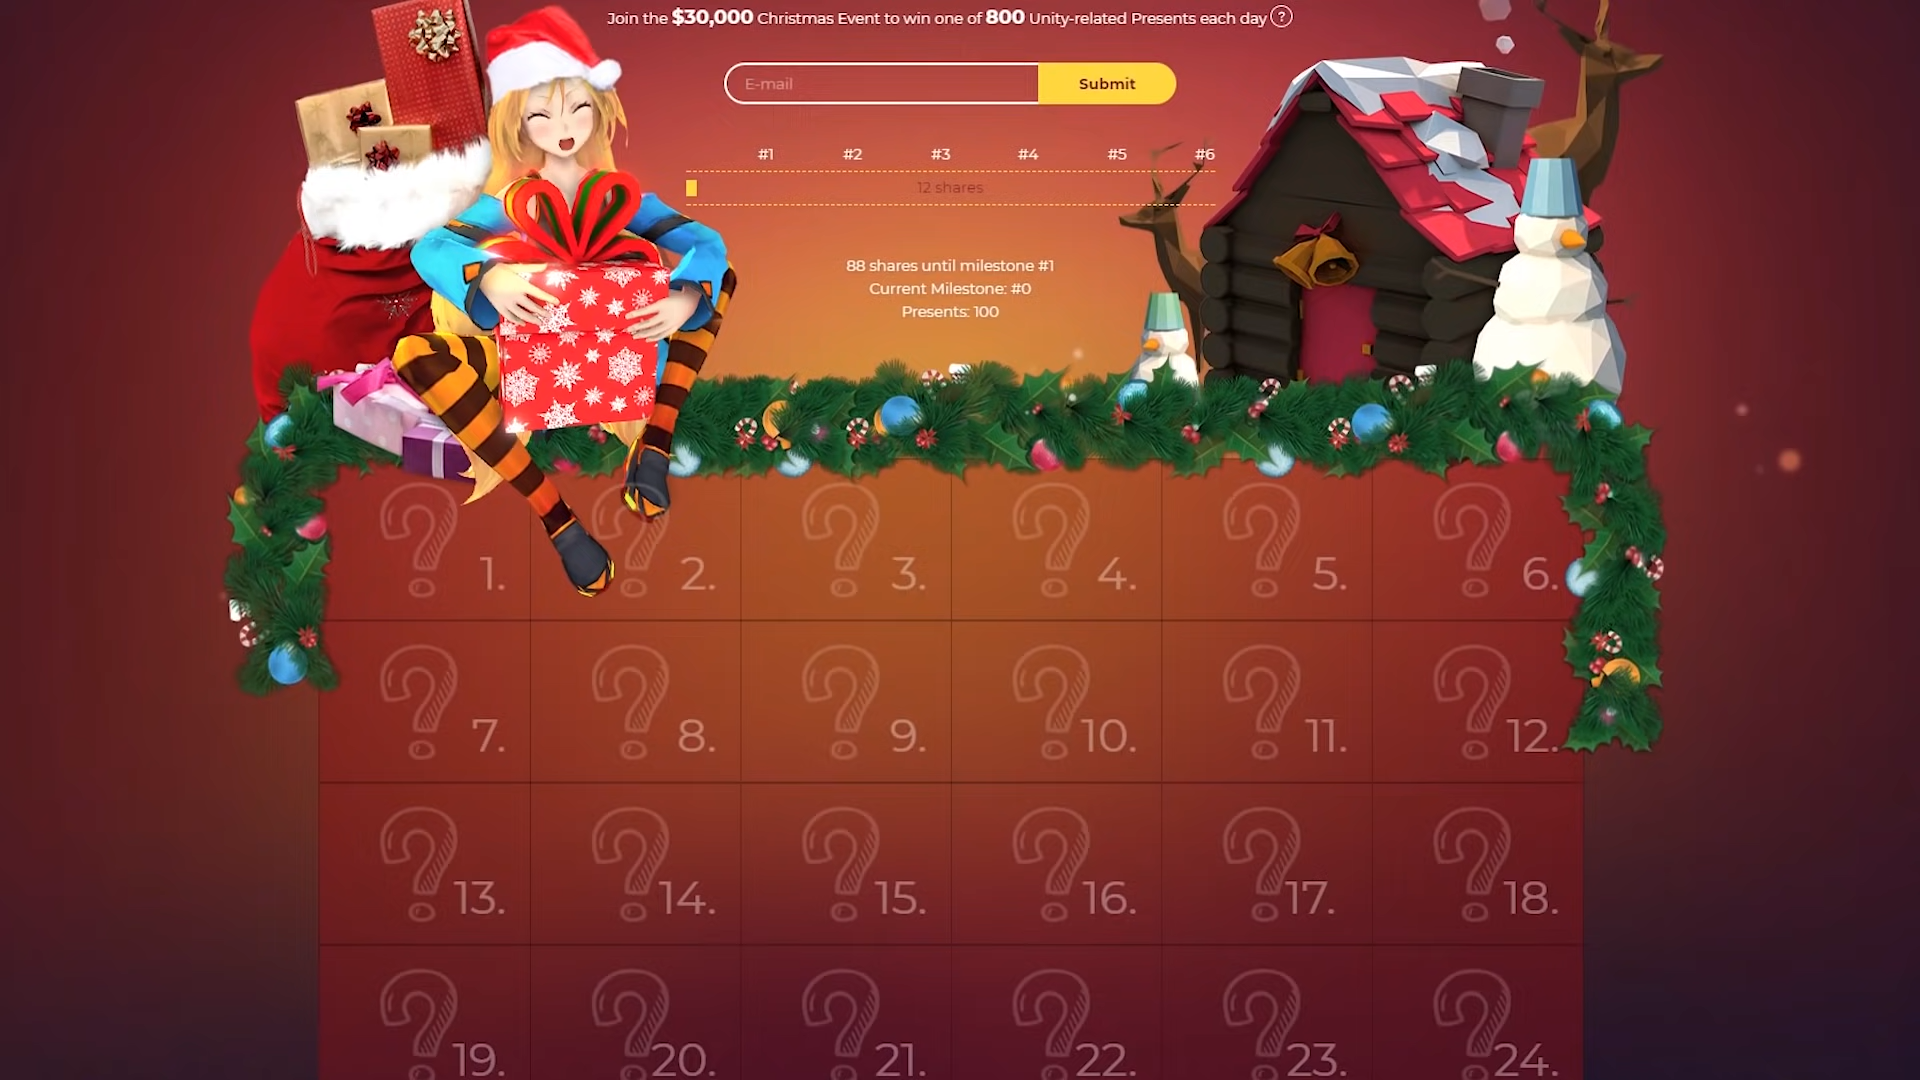 Join the $30,000 Christmas Event to win one of 800 Unity-related Presents each day ?
E-mail
Submit
#1 #2 #3 #4 #5 #6
12 shares
88 shares until milestone #1
Current Milestone: #0
Presents: 100
? 1. ? 2. ? 3. ? 4. ? 5. ? 6.
? 7. ? 8. ? 9. ? 10. ? 11. ? 12.
? 13. ? 14. ? 15. ? 16. ? 17. ? 18.
? 19. ? 20. ? 21. ? 22. ? 23. ? 24.